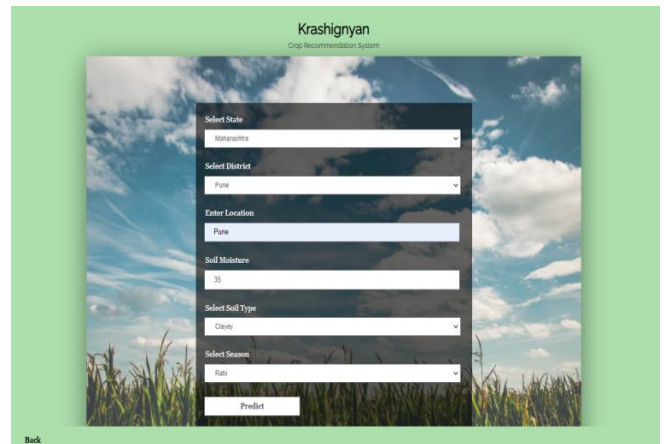 Krashignyan
Crop Recommendation System
Select State
Maharashtra
Select District
Pune
Enter Location
Pune
Soil Moisture
35
Select Soil Type
Clayey
Select Season
Rabi
Predict
Back